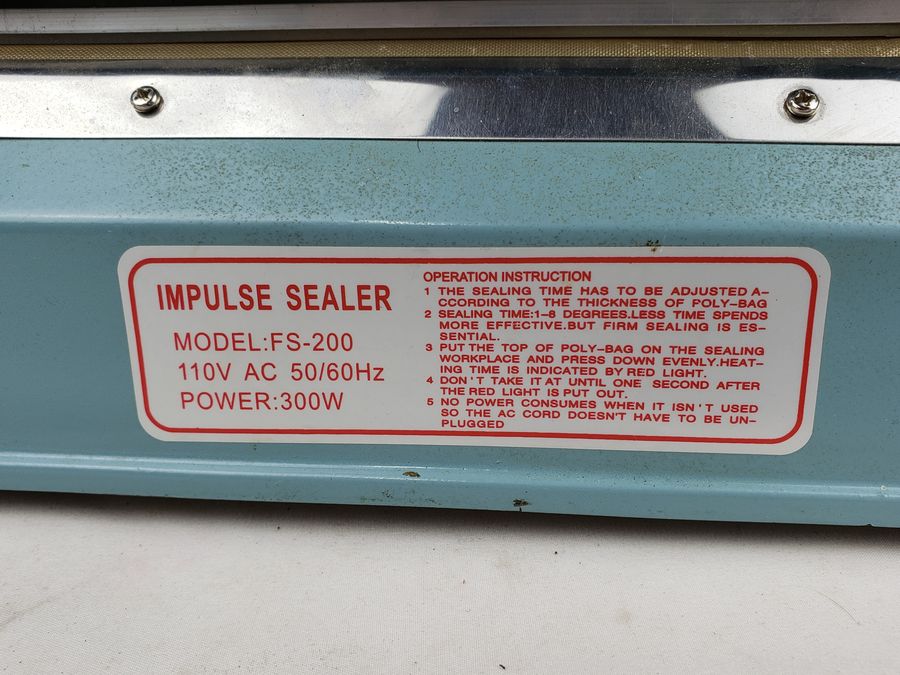 IMPULSE SEALER
MODEL:FS-200
110V AC 50/60Hz
POWER:300W
OPERATION INSTRUCTION
1 THE SEALING TIME HAS TO BE ADJUSTED A-
CCORDING TO THE THICKNESS OF POLY-BAG
2 SEALING TIME:1-8 DEGREES.LESS TIME SPENDS
MORE EFFECTIVE.BUT FIRM SEALING IS ES-
SENTIAL.
3 PUT THE TOP OF POLY-BAG ON THE SEALING
WORKPLACE AND PRESS DOWN EVENLY.HEAT-
ING TIME IS INDICATED BY RED LIGHT.
4 DON'T TAKE IT AT UNTIL ONE SECOND AFTER
THE RED LIGHT IS PUT OUT.
5 NO POWER CONSUMES WHEN IT ISN'T USED
SO THE AC CORD DOESN'T HAVE TO BE UN-
PLUGGED